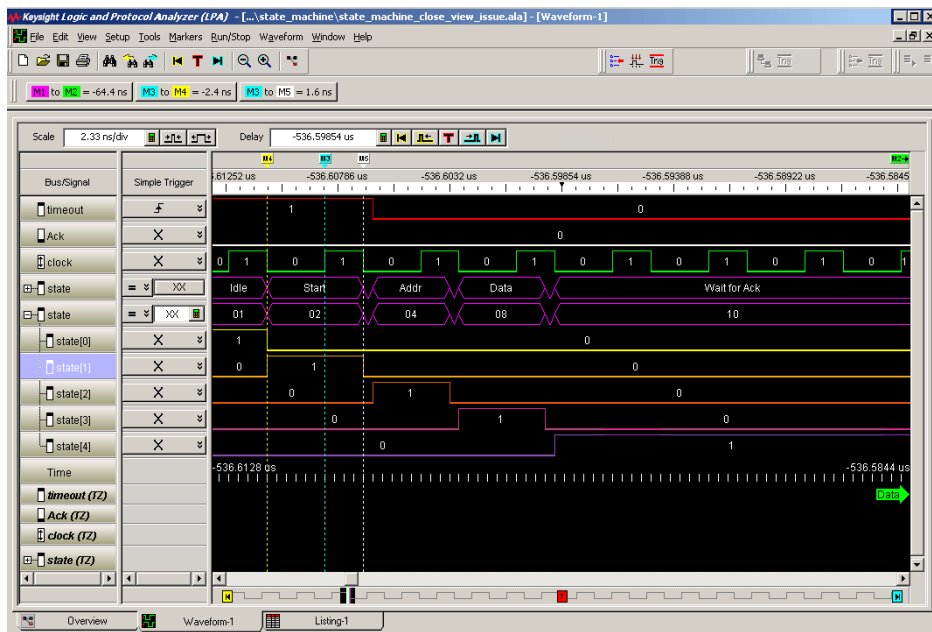 Keysight Logic and Protocol Analyzer (LPA) - [...\state_machine\state_machine_close_view_issue.ala] - [Waveform-1]
File Edit View Setup Tools Markers Run/Stop Waveform Window Help
M1 to M2 = -64.4 ns M3 to M4 = -2.4 ns M3 to M5 = 1.6 ns
Scale 2.33 ns/div Delay -536.59854 us
M4 M3 M5 M2
Bus/Signal Simple Trigger -536.60786 us -536.6032 us -536.59854 us -536.59388 us -536.58922 us
timeout 1 0
Ack X 0
clock X 0 1 0 1 0 1 0 1 0 1 0 1 0 1 0 1
state = XX Idle Start Addr Data Wait for Ack
state = XX 01 02 04 08 10
state[0] X 1 0
state[1] X 0 1 0
state[2] X 0 1 0
state[3] X 0 1 0
state[4] X 0 1
Time -536.6128 us -536.5844 us
timeout (TZ) Data
Ack (TZ)
clock (TZ)
state (TZ)
T
Overview Waveform-1 Listing-1